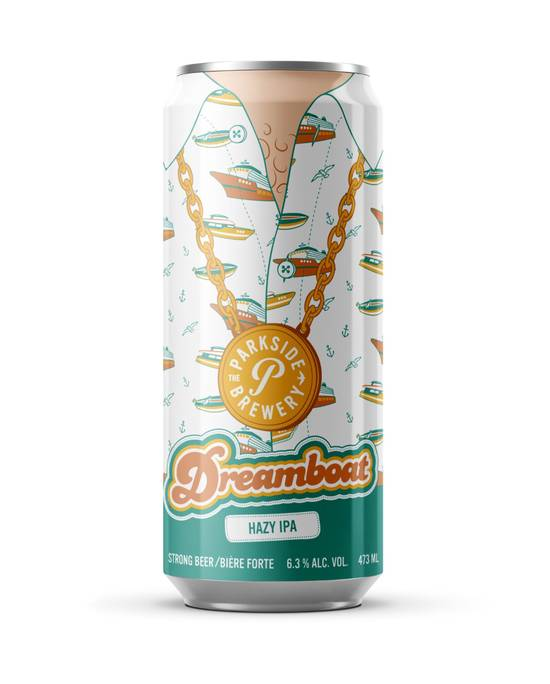 THE PARKSIDE
P
BREWERY
Dreamboat
HAZY IPA
STRONG BEER/BIÈRE FORTE 6.3 % ALC. VOL. 473 ML